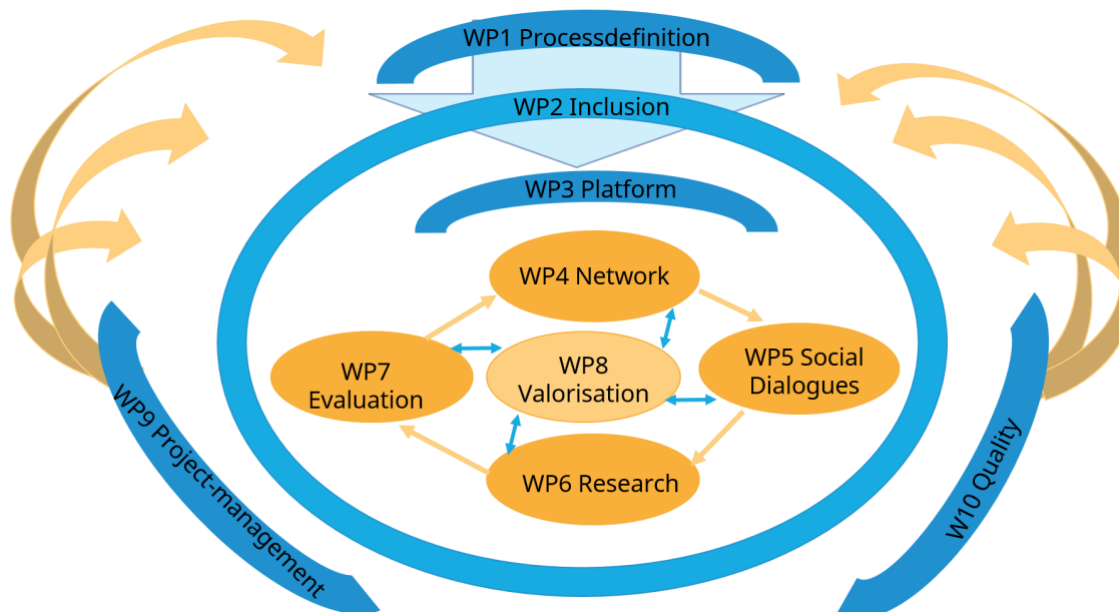 WP1 Processdefinition
WP2 Inclusion
WP3 Platform
WP4 Network
WP5 Social
Dialogues
WP8
Valorisation
WP7
Evaluation
WP6 Research
WP9 Project-management
W10 Quality